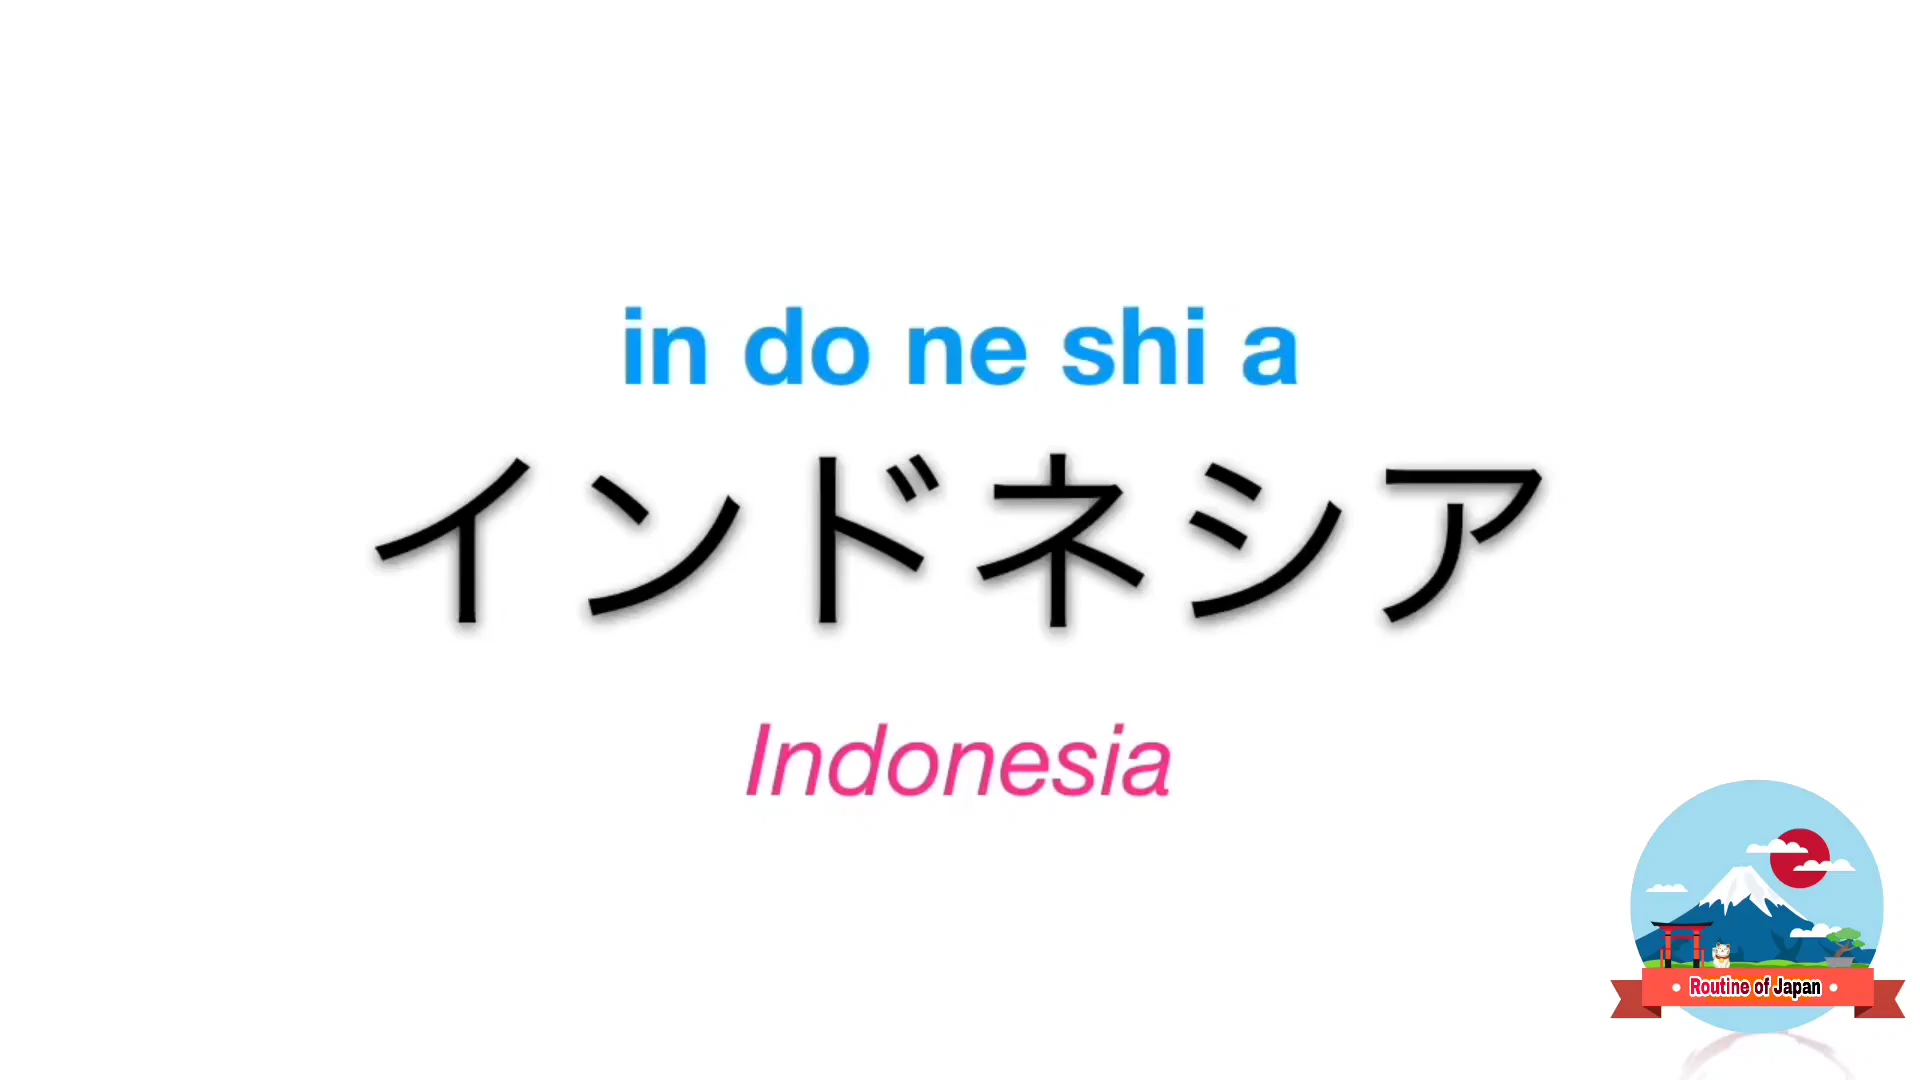 in do ne shi a
インドネシア
Indonesia
• Routine of Japan •